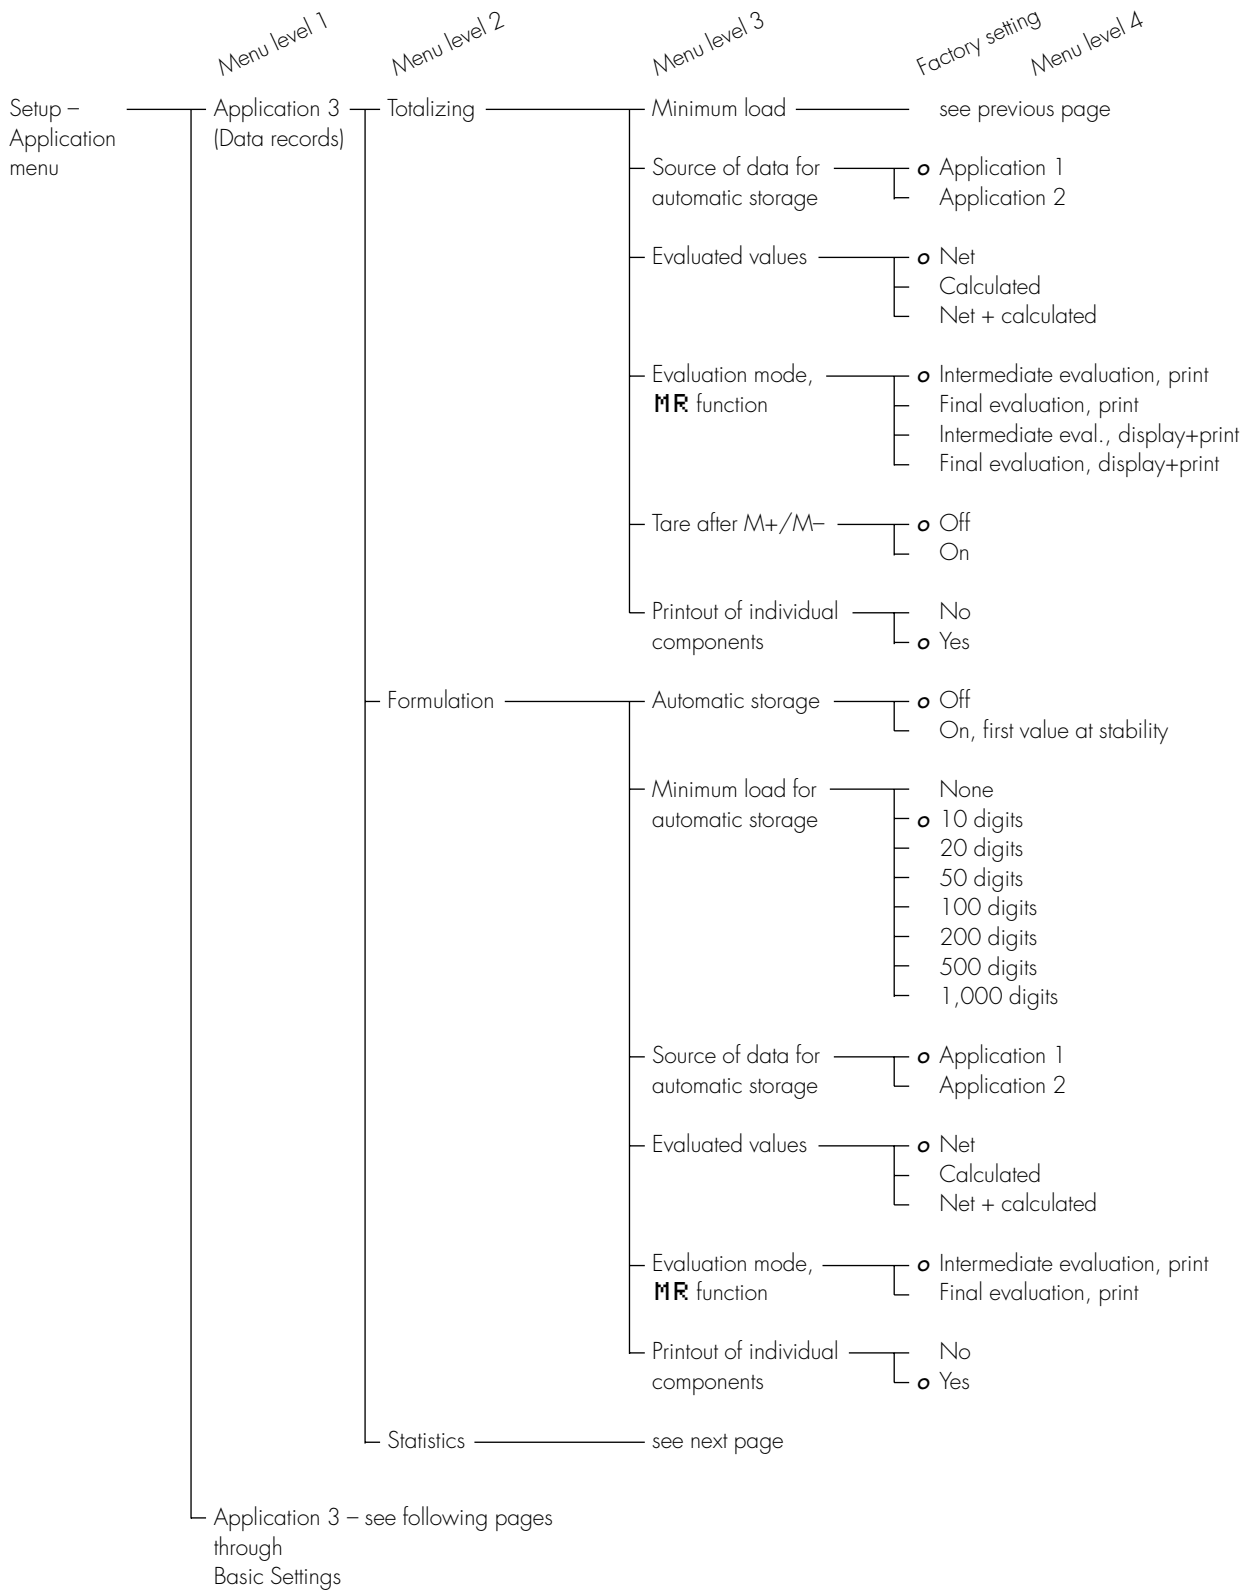 Menu level 1 Menu level 2 Menu level 3 Factory setting Menu level 4
Setup – Application 3 Totalizing Minimum load see previous page
Application (Data records)
menu Source of data for o Application 1
automatic storage Application 2
Evaluated values o Net
Calculated
Net + calculated
Evaluation mode, o Intermediate evaluation, print
MR function Final evaluation, print
Intermediate eval., display+print
Final evaluation, display+print
Tare after M+/M– o Off
On
Printout of individual No
components o Yes
Formulation Automatic storage o Off
On, first value at stability
Minimum load for None
automatic storage o 10 digits
20 digits
50 digits
100 digits
200 digits
500 digits
1,000 digits
Source of data for o Application 1
automatic storage Application 2
Evaluated values o Net
Calculated
Net + calculated
Evaluation mode, o Intermediate evaluation, print
MR function Final evaluation, print
Printout of individual No
components o Yes
Statistics see next page
Application 3 – see following pages
through
Basic Settings